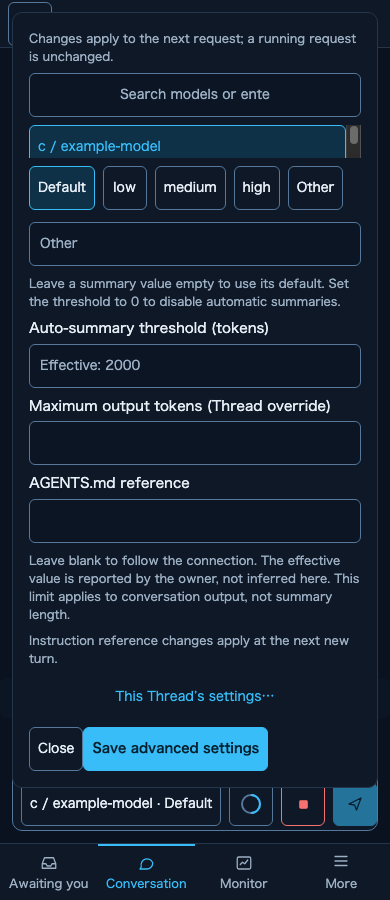 Changes apply to the next request; a running request
is unchanged.
Search models or ente
c / example-model
Default low medium high Other
Other
Leave a summary value empty to use its default. Set
the threshold to 0 to disable automatic summaries.
Auto-summary threshold (tokens)
Effective: 2000
Maximum output tokens (Thread override)
AGENTS.md reference
Leave blank to follow the connection. The effective
value is reported by the owner, not inferred here. This
limit applies to conversation output, not summary
length.
Instruction reference changes apply at the next new
turn.
This Thread's settings…
Close Save advanced settings
c / example-model · Default
Awaiting you Conversation Monitor More